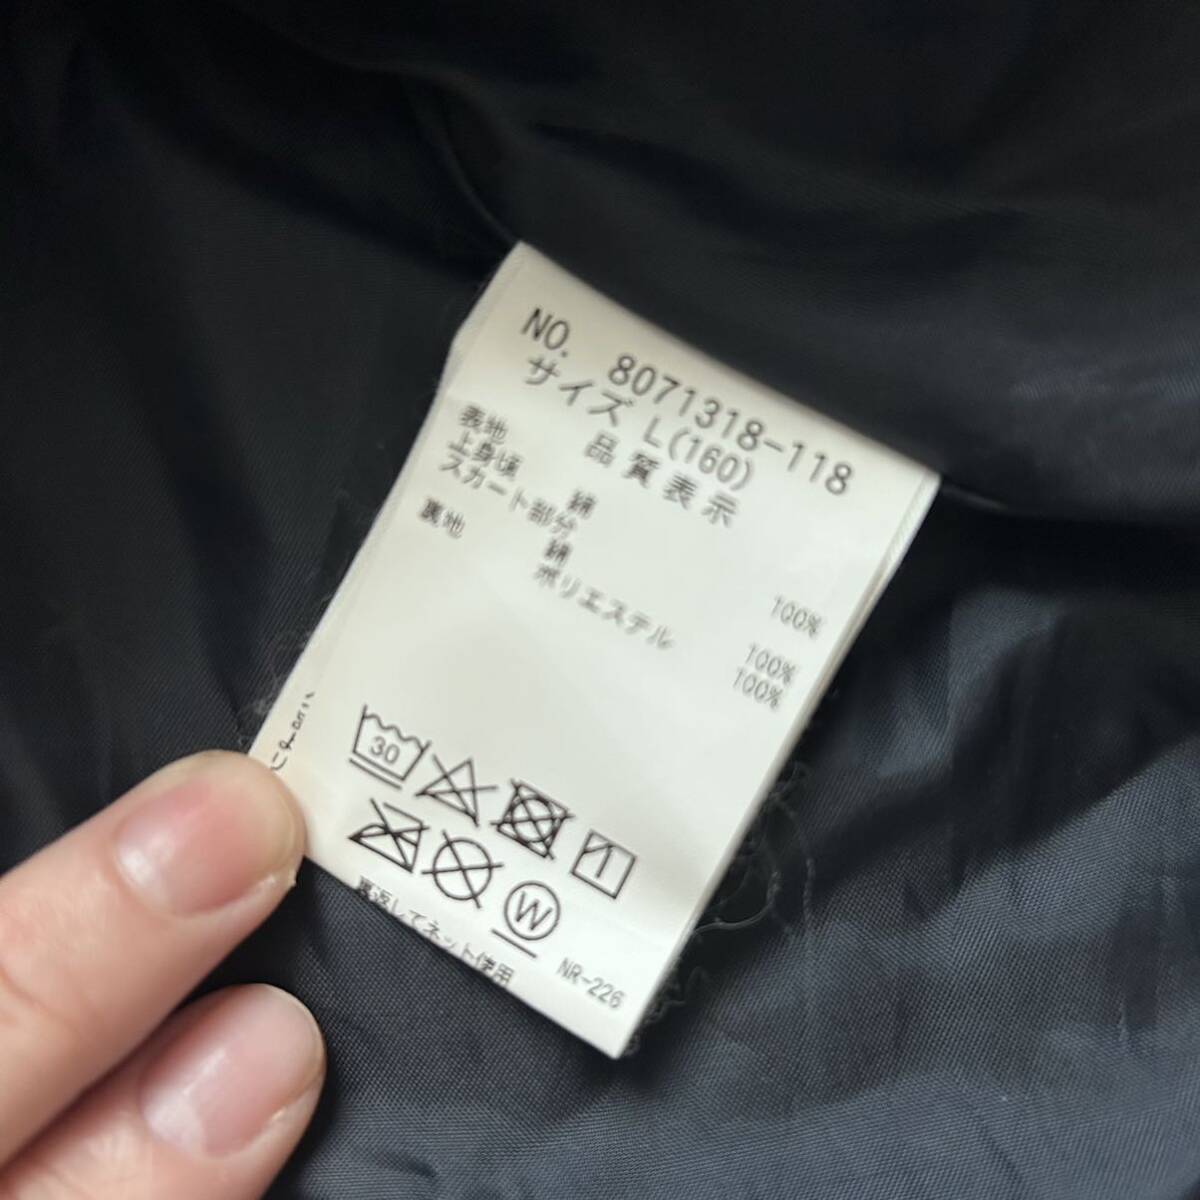 NO. 8071318-118
サイズ L(160)
品質表示
表地
上身頃 綿 100%
スカート部分
綿 100%
裏地 ポリエステル 100%
30
W
裏返してネット使用
NR-226